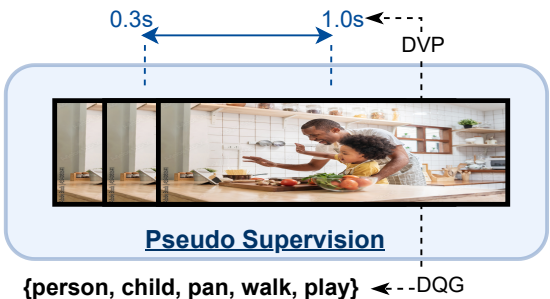 0.3s 1.0s
DVP
Pseudo Supervision
{person, child, pan, walk, play} DQG